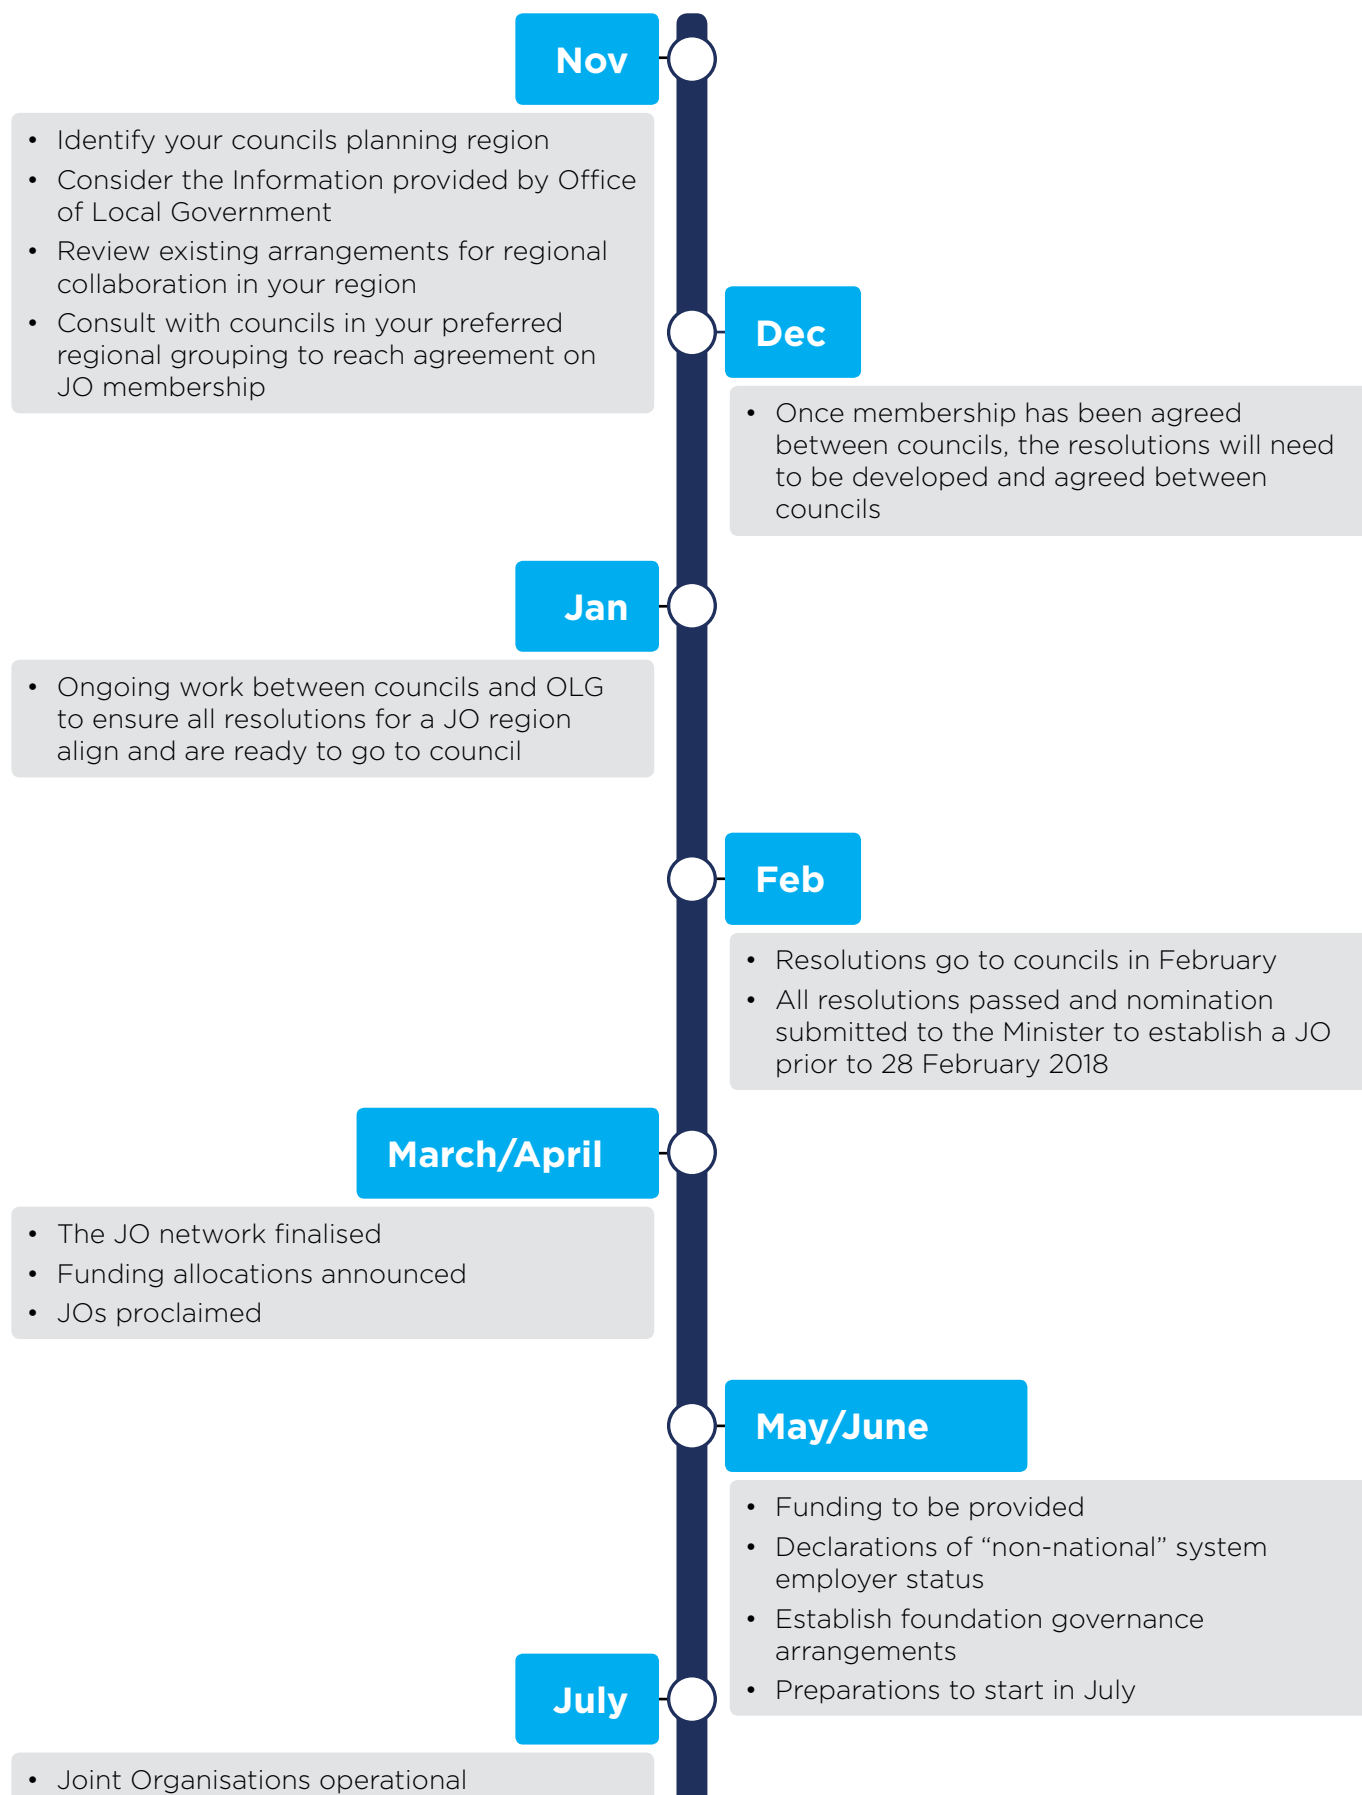 Nov
• Identify your councils planning region
• Consider the Information provided by Office
of Local Government
• Review existing arrangements for regional
collaboration in your region
• Consult with councils in your preferred
regional grouping to reach agreement on
JO membership
Dec
• Once membership has been agreed
between councils, the resolutions will need
to be developed and agreed between
councils
Jan
• Ongoing work between councils and OLG
to ensure all resolutions for a JO region
align and are ready to go to council
Feb
• Resolutions go to councils in February
• All resolutions passed and nomination
submitted to the Minister to establish a JO
prior to 28 February 2018
March/April
• The JO network finalised
• Funding allocations announced
• JOs proclaimed
May/June
• Funding to be provided
• Declarations of “non-national” system
employer status
• Establish foundation governance
arrangements
• Preparations to start in July
July
• Joint Organisations operational